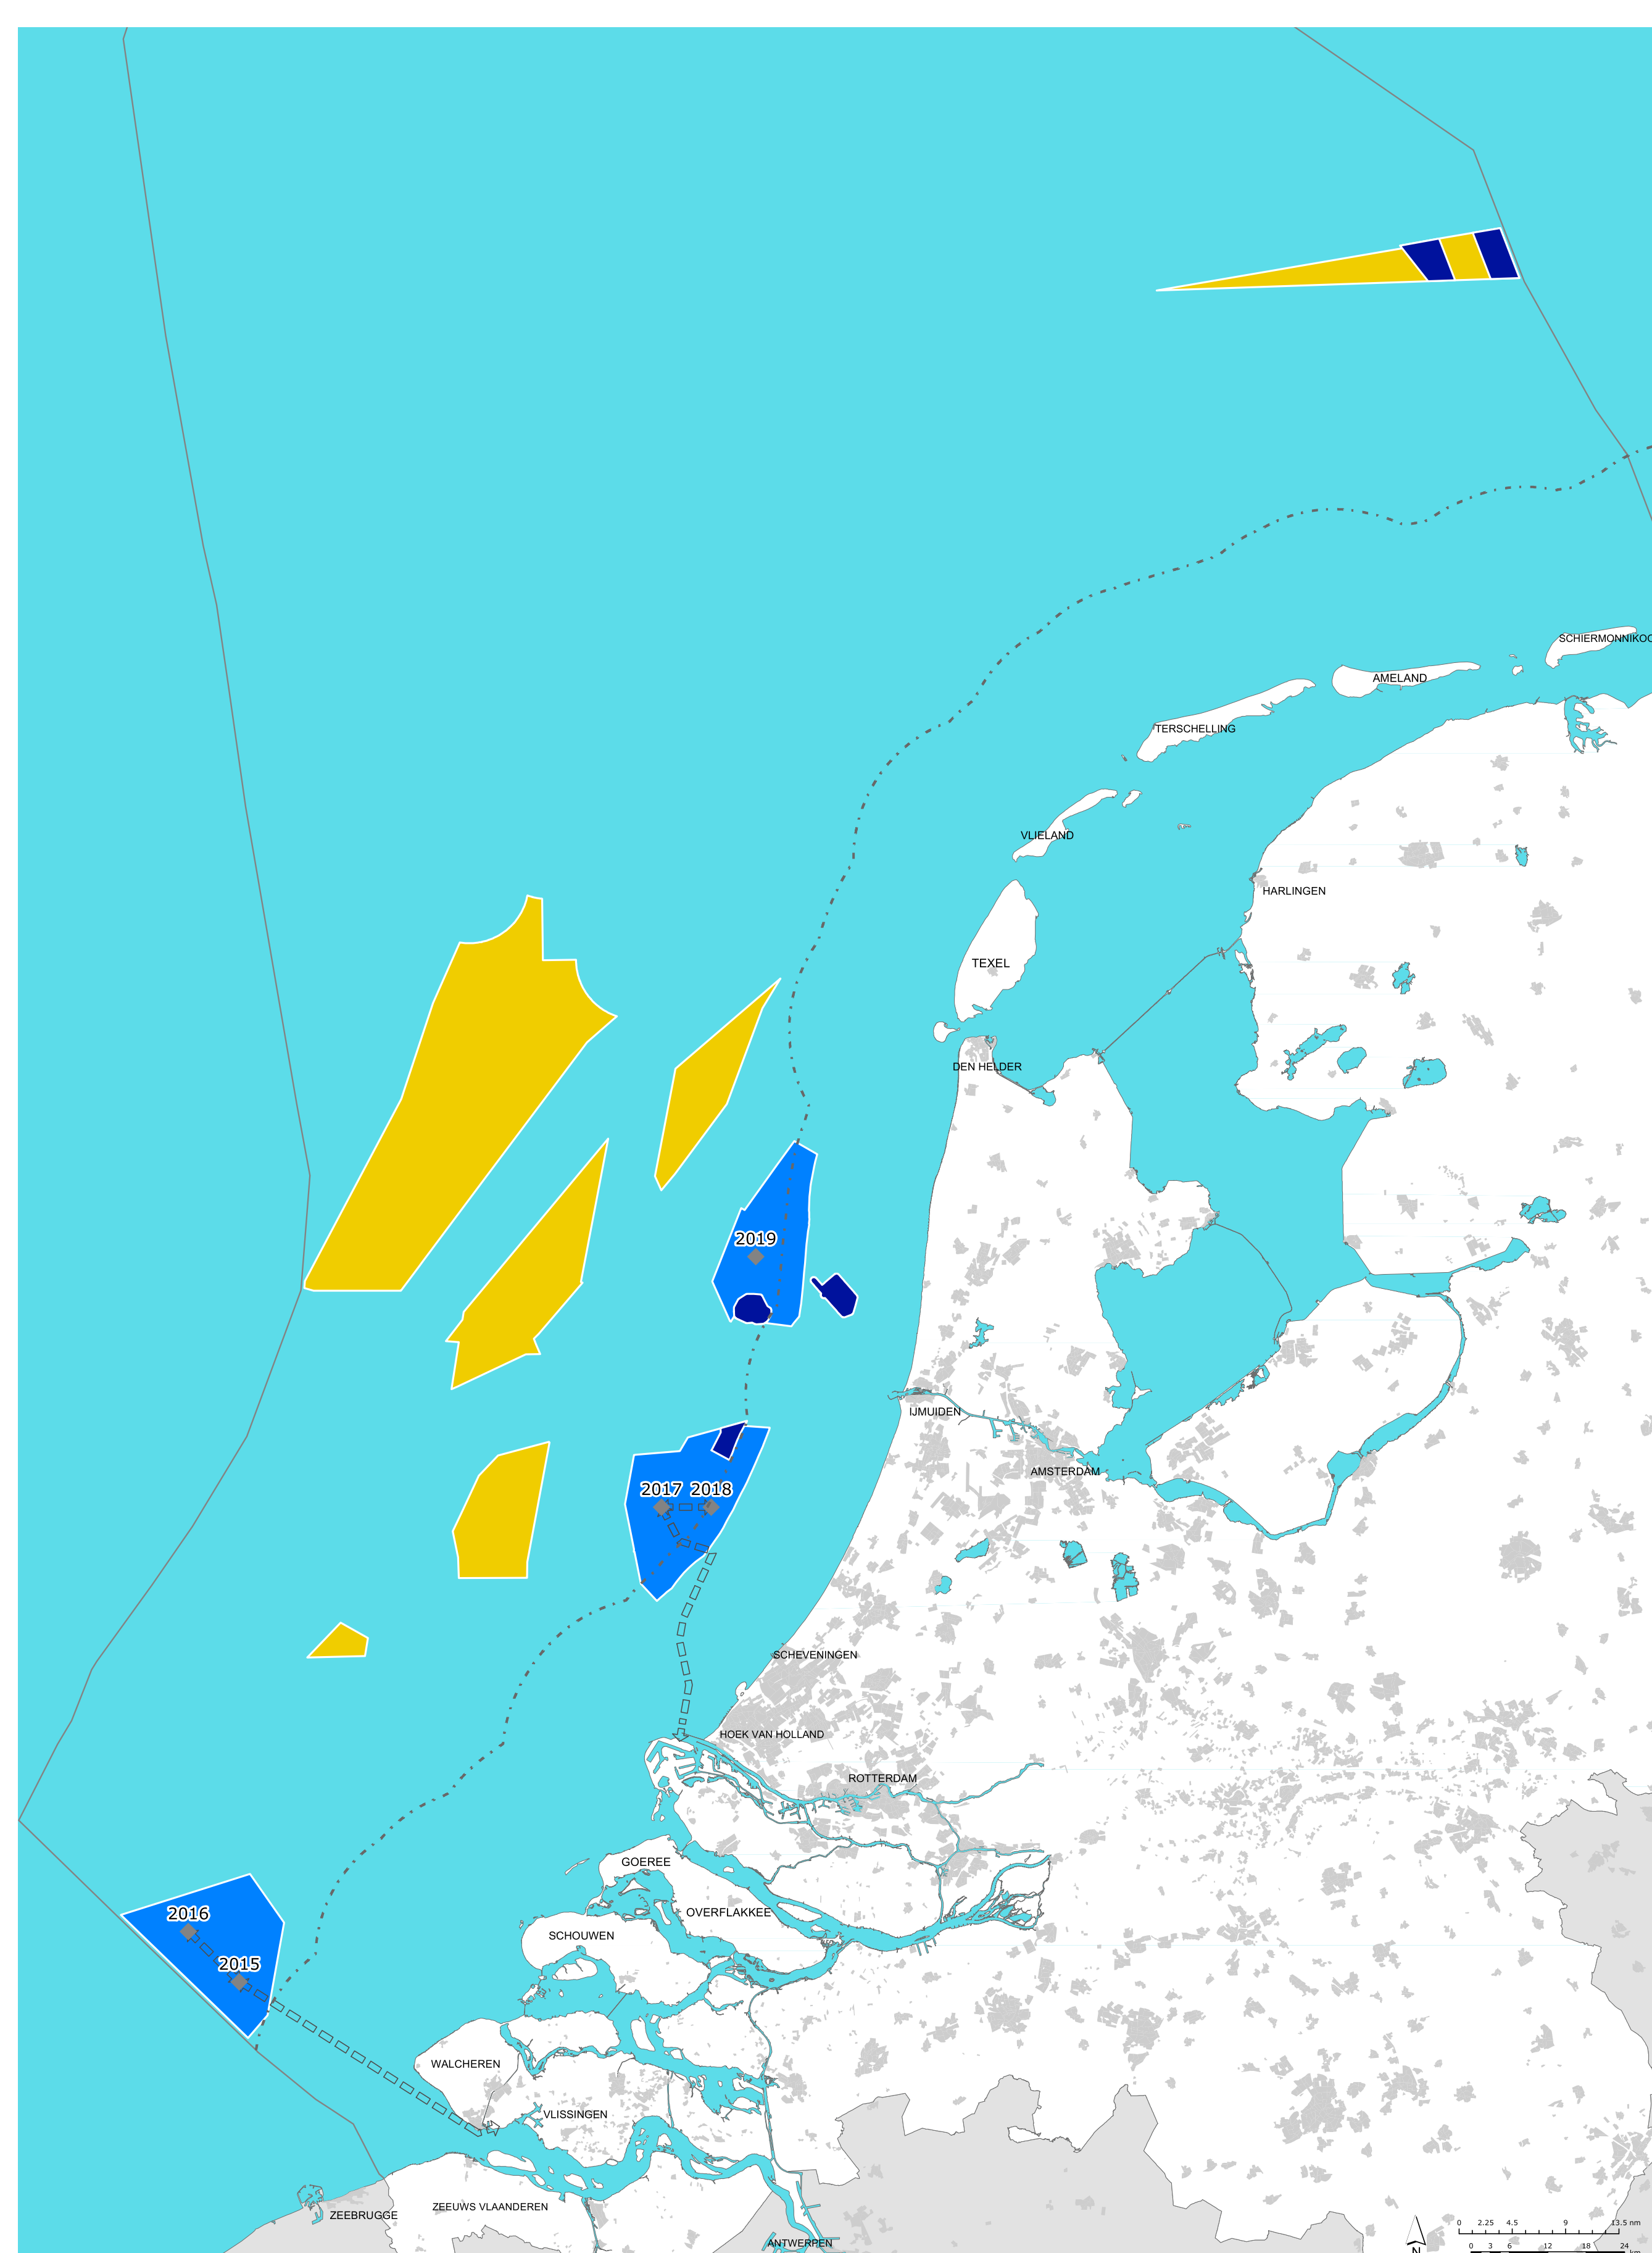 SCHIERMONNIKOO
AMELAND
TERSCHELLING
VLIELAND
HARLINGEN
TEXEL
DEN HELDER
2019
IJMUIDEN
AMSTERDAM
2017
2018
SCHEVENINGEN
HOEK VAN HOLLAND
ROTTERDAM
GOEREE
OVERFLAKKEE
2016
SCHOUWEN
2015
WALCHEREN
VLISSINGEN
ZEEUWS VLAANDEREN
ZEEBRUGGE
ANTWERPEN
N
0 2.25 4.5 9 13.5 nm
0 3 6 12 18 24 km